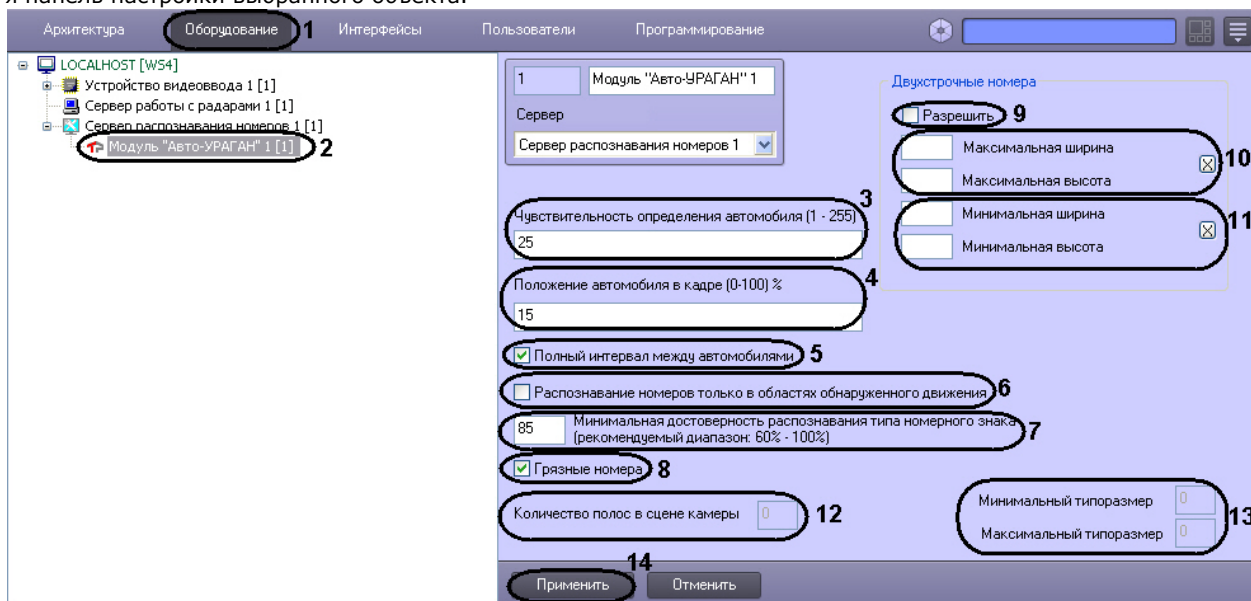 я панель настройки выбранного объекта.
Архитектура Оборудование 1 Интерфейсы Пользователи Программирование
LOCALHOST [WS4]
Устройство видеоввода 1 [1]
Сервер работы с радарами 1 [1]
Сервер распознавания номеров 1 [1]
Модуль "Авто-УРАГАН" 1 [1] 2
1 Модуль "Авто-УРАГАН" 1
Сервер
Сервер распознавания номеров 1
3
Чувствительность определения автомобиля (1 - 255)
25
4
Положение автомобиля в кадре (0-100) %
15
Полный интервал между автомобилями 5
Распознавание номеров только в областях обнаруженного движения 6
85 Минимальная достоверность распознавания типа номерного знака
(рекомендуемый диапазон: 60% - 100%) 7
Грязные номера 8
Количество полос в сцене камеры 0 12
Двухстрочные номера
Разрешить 9
Максимальная ширина
10
Максимальная высота
Минимальная ширина
11
Минимальная высота
Минимальный типоразмер 0
13
Максимальный типоразмер 0
14
Применить Отменить